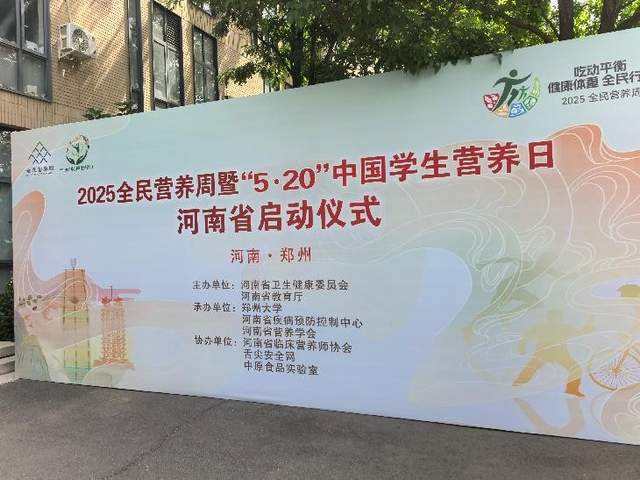 吃动平衡
健康体重 全民行
2025 全民营养周
2025全民营养周暨“5·20”中国学生营养日
河南省启动仪式
河南·郑州
主办单位：河南省卫生健康委员会
河南省教育厅
承办单位：郑州大学
河南省疾病预防控制中心
河南省营养学会
协办单位：河南省临床营养师协会
舌尖安全网
中原食品实验室